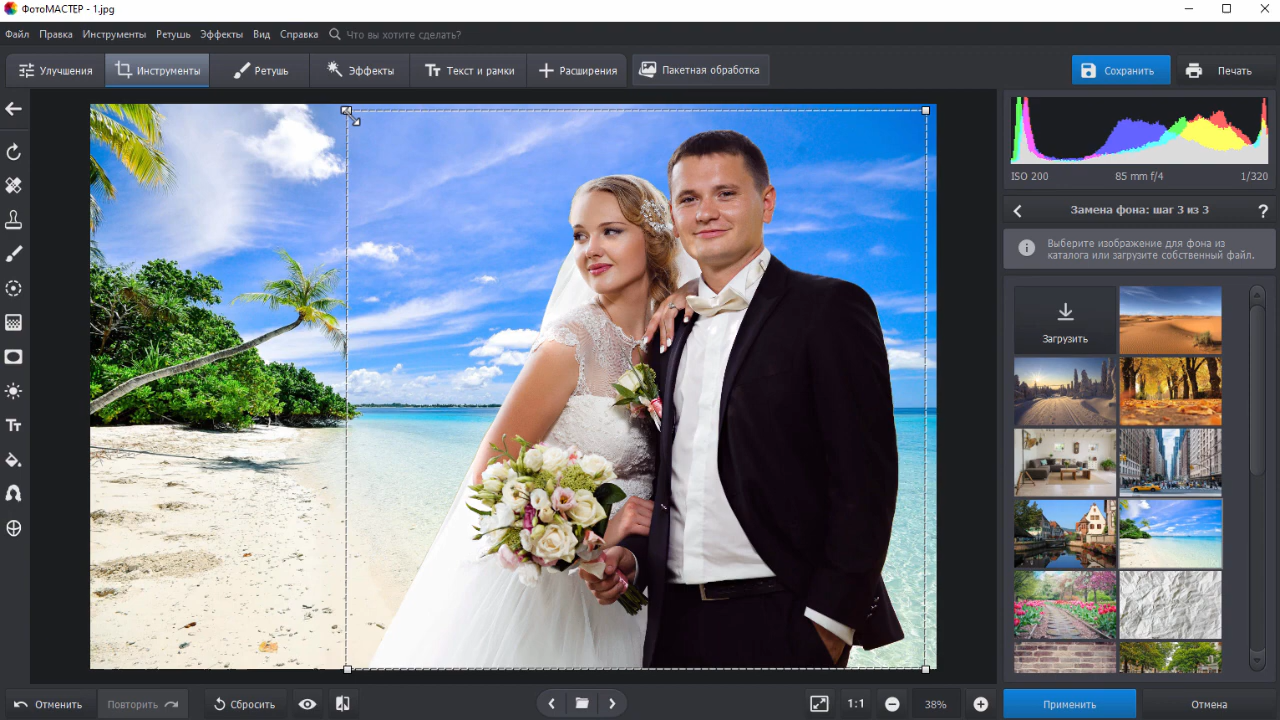 ФотоМАСТЕР - 1.jpg
Файл Правка Инструменты Ретушь Эффекты Вид Справка Что вы хотите сделать?
Улучшения Инструменты Ретушь Эффекты Текст и рамки Расширения Пакетная обработка Сохранить Печать
ISO 200 85 mm f/4 1/320
Замена фона: шаг 3 из 3 ?
Выберите изображение для фона из
каталога или загрузите собственный файл.
Загрузить
Отменить Повторить Сбросить 1:1 38% Применить Отмена